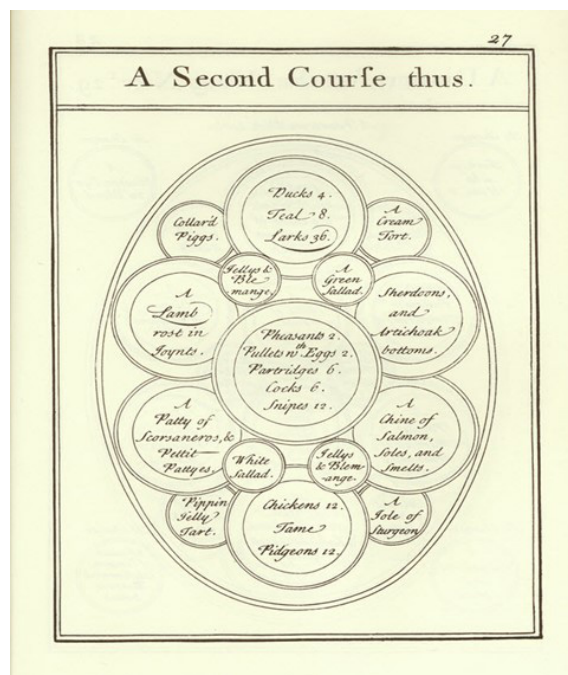 27
A Second Courſe thus.
Ducks 4.
Teal 8.
Larks 36.
Collard
Piggs.
A
Cream
Tort.
Jellys &
Ble
mange.
A
Green
Sallad.
A
Lamb
rost in
Joynts.
Sherdoons,
and
Artichoak
bottoms.
Pheasants 2.
Pullets wth Eggs 2.
Partridges 6.
Cocks 6.
Snipes 12.
A
Patty of
Scorsaneros, &
Pettit
Pattyes,
A
Chine of
Salmon,
Soles, and
Smelts.
White
Sallad.
Jellys
& Blem-
ange.
Pippin
Jelly
Tart.
Chickens 12.
Tame
Pidgeons 12.
A
Jole of
Sturgeon